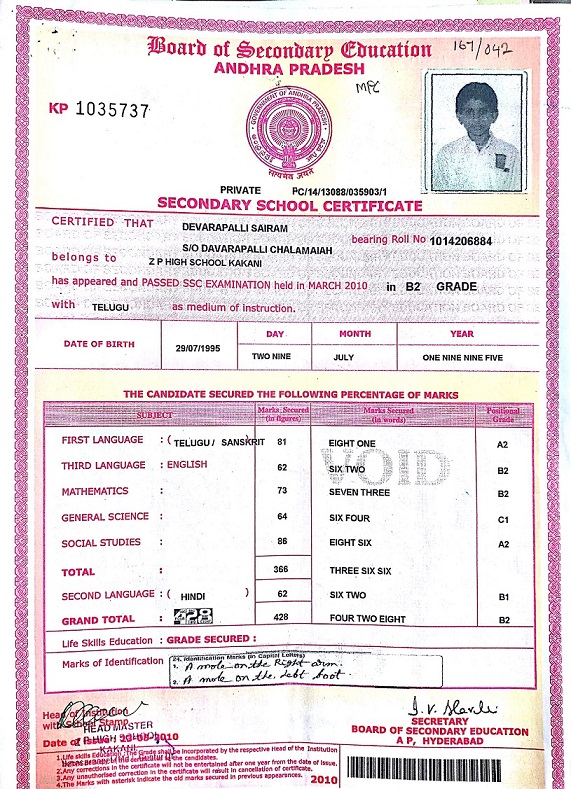 Board of Secondary Education
167/042
ANDHRA PRADESH
MPC
KP 1035737
GOVERNMENT OF ANDHRA PRADESH
सत्यमेव जयते
PRIVATE PC/14/13088/035903/1
SECONDARY SCHOOL CERTIFICATE
CERTIFIED THAT DEVARAPALLI SAIRAM
bearing Roll No 1014206884
S/O DAVARAPALLI CHALAMAIAH
belongs to Z P HIGH SCHOOL KAKANI
has appeared and PASSED SSC EXAMINATION held in MARCH 2010 in B2 GRADE
with TELUGU as medium of instruction.
DATE OF BIRTH 29/07/1995 DAY MONTH YEAR
TWO NINE JULY ONE NINE NINE FIVE
THE CANDIDATE SECURED THE FOLLOWING PERCENTAGE OF MARKS
SUBJECT Marks Secured (in figures) Marks Secured (in words) Positional Grade
FIRST LANGUAGE : ( TELUGU / SANSKRIT ) 81 EIGHT ONE A2
THIRD LANGUAGE : ENGLISH 62 SIX TWO B2
VOID
MATHEMATICS : 73 SEVEN THREE B2
GENERAL SCIENCE : 64 SIX FOUR C1
SOCIAL STUDIES : 86 EIGHT SIX A2
TOTAL : 366 THREE SIX SIX
SECOND LANGUAGE : ( HINDI ) 62 SIX TWO B1
GRAND TOTAL : 428 428 FOUR TWO EIGHT B2
Life Skills Education : GRADE SECURED :
Marks of Identification 24. Identification Marks (in Capital Letters)
1. A mole on the Right arm.
2. A mole on the
Head of Institution
with School Stamp
HEAD MASTER
HIGH SCHOOL
KAKANI
Date of Issue
2010
SECRETARY
BOARD OF SECONDARY EDUCATION
A P, HYDERABAD
1. Life skills Education: The Grade shall be incorporated by the respective Head of the Institution
2. Any corrections in the certificate will not be entertained after one year from the date of issue.
3. Any unauthorised correction in the certificate will result in cancellation of certificate.
4. The Marks with asterisk indicate the old marks secured in previous appearances.
2010